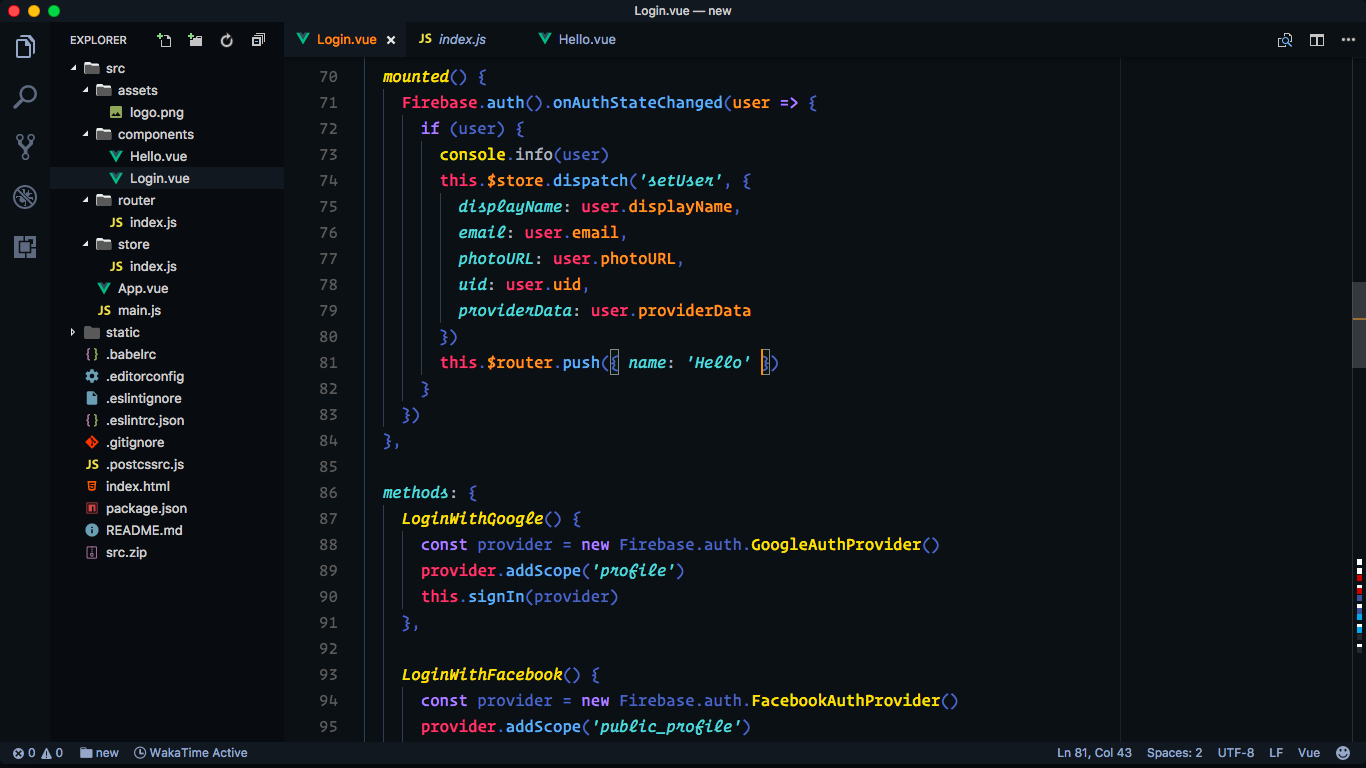 Login.vue — new
EXPLORER
src
assets
logo.png
components
Hello.vue
Login.vue
router
JS index.js
store
JS index.js
App.vue
JS main.js
static
{ } .babelrc
.editorconfig
.eslintignore
{ } .eslintrc.json
.gitignore
JS .postcssrc.js
index.html
package.json
README.md
src.zip
Login.vue × JS index.js Hello.vue
70 mounted() {
71 Firebase.auth().onAuthStateChanged(user => {
72 if (user) {
73 console.info(user)
74 this.$store.dispatch('setUser', {
75 displayName: user.displayName,
76 email: user.email,
77 photoURL: user.photoURL,
78 uid: user.uid,
79 providerData: user.providerData
80 })
81 this.$router.push({ name: 'Hello' })
82 }
83 })
84 },
85
86 methods: {
87 LoginWithGoogle() {
88 const provider = new Firebase.auth.GoogleAuthProvider()
89 provider.addScope('profile')
90 this.signIn(provider)
91 },
92
93 LoginWithFacebook() {
94 const provider = new Firebase.auth.FacebookAuthProvider()
95 provider.addScope('public_profile')
0 0 new WakaTime Active Ln 81, Col 43 Spaces: 2 UTF-8 LF Vue